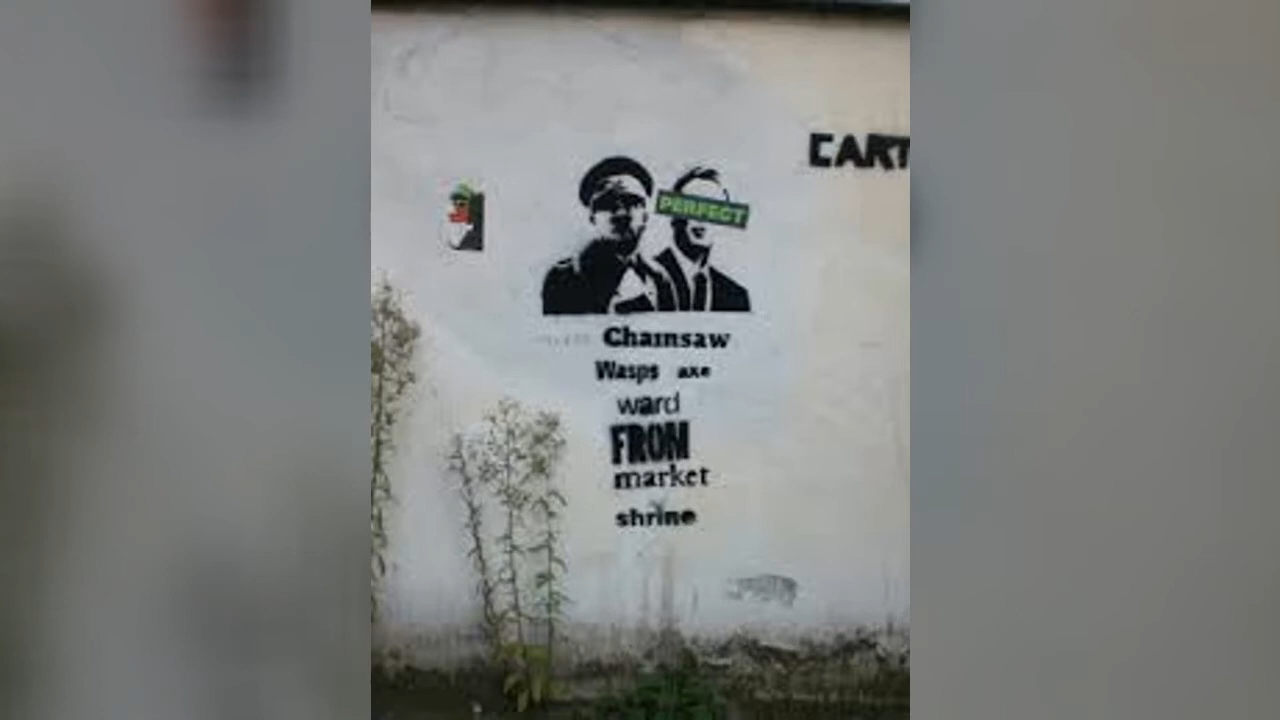 CART
PERFECT
Chainsaw
Wasps axe
ward
FROM
market
shrine